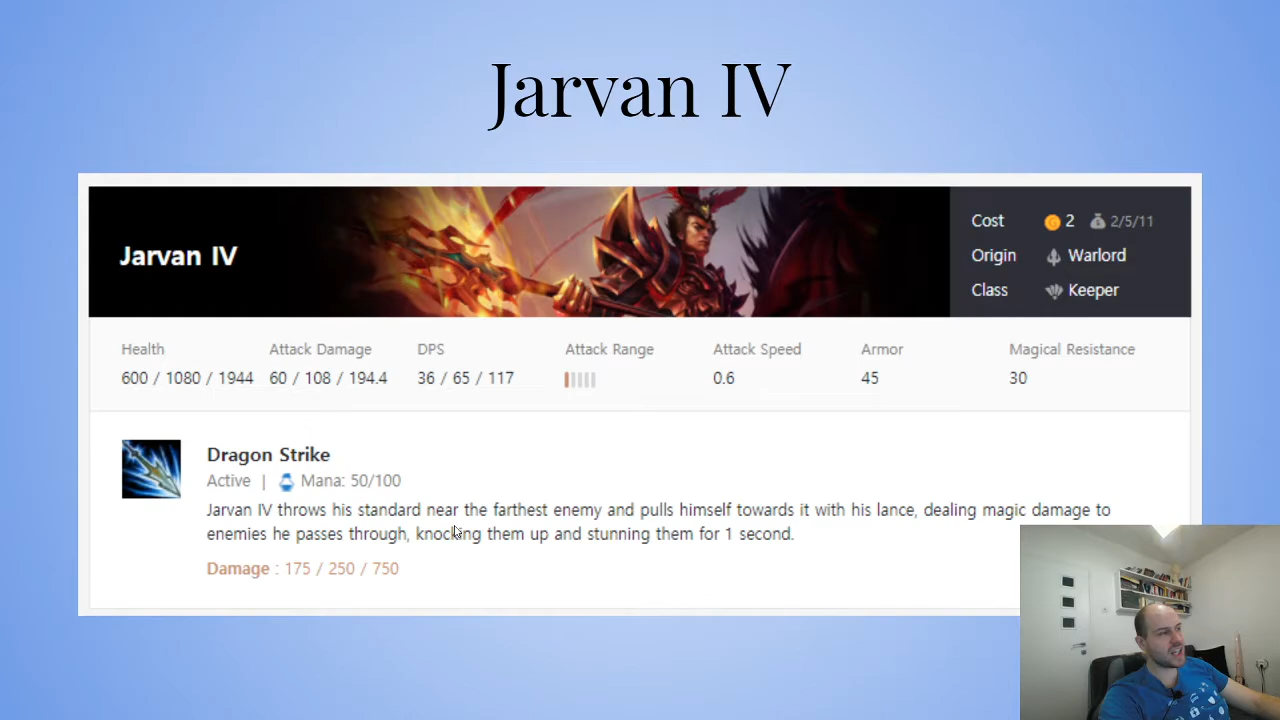 Jarvan IV
Jarvan IV
Cost 2 2/5/11
Origin Warlord
Class Keeper
Health Attack Damage DPS Attack Range Attack Speed Armor Magical Resistance
600 / 1080 / 1944 60 / 108 / 194.4 36 / 65 / 117 0.6 45 30
Dragon Strike
Active | Mana: 50/100
Jarvan IV throws his standard near the farthest enemy and pulls himself towards it with his lance, dealing magic damage to
enemies he passes through, knocking them up and stunning them for 1 second.
Damage : 175 / 250 / 750